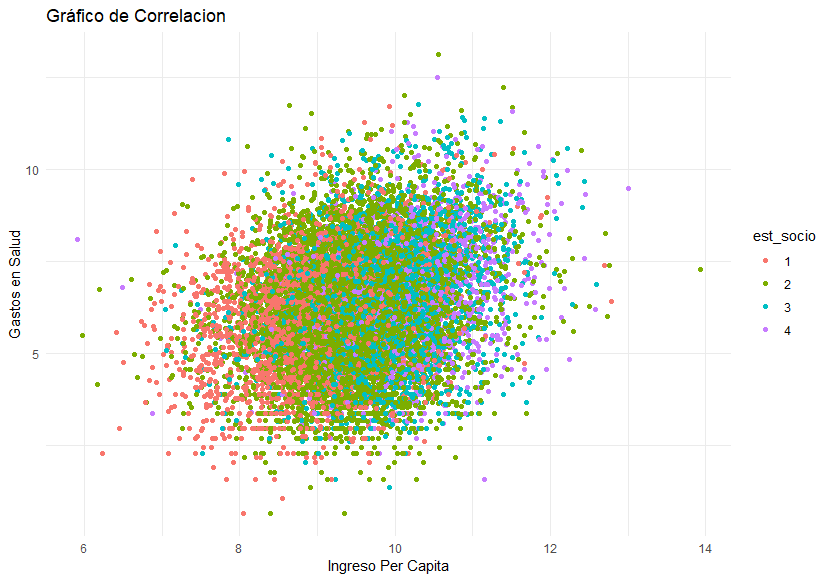 Gráfico de Correlacion
Gastos en Salud
10
5
6 8 10 12 14
Ingreso Per Capita
est_socio
1
2
3
4